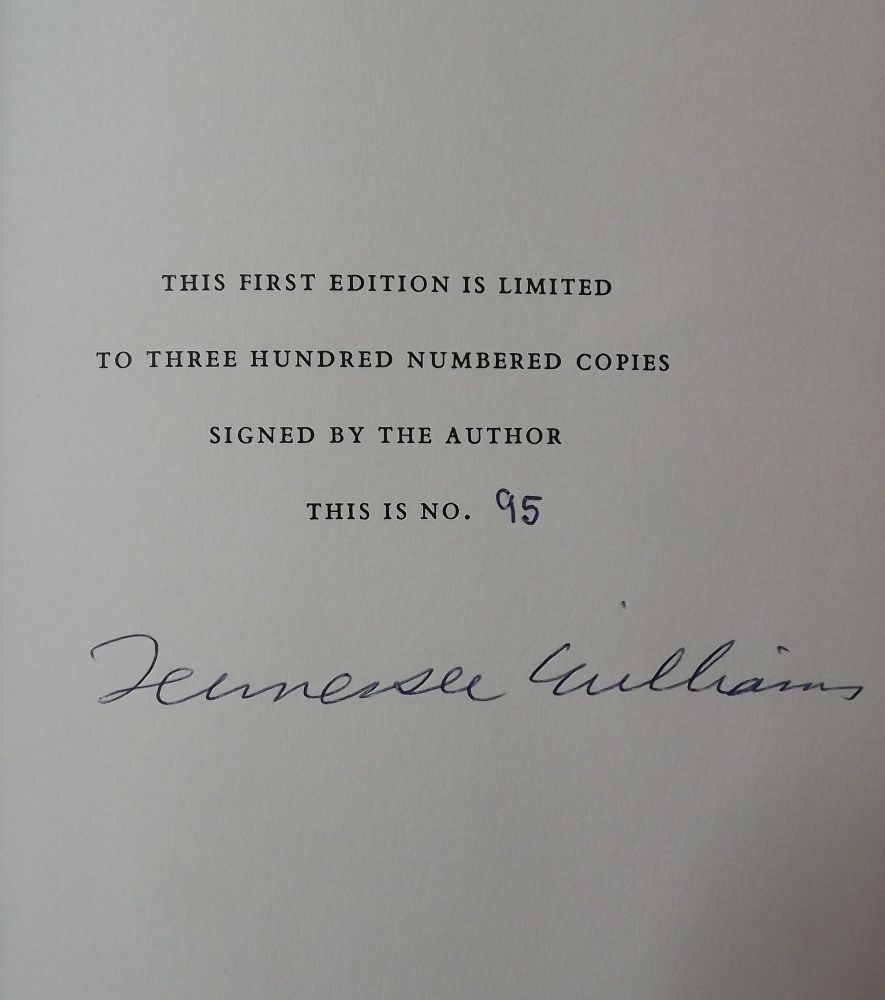 THIS FIRST EDITION IS LIMITED
TO THREE HUNDRED NUMBERED COPIES
SIGNED BY THE AUTHOR
THIS IS NO. 95
Tennessee Williams